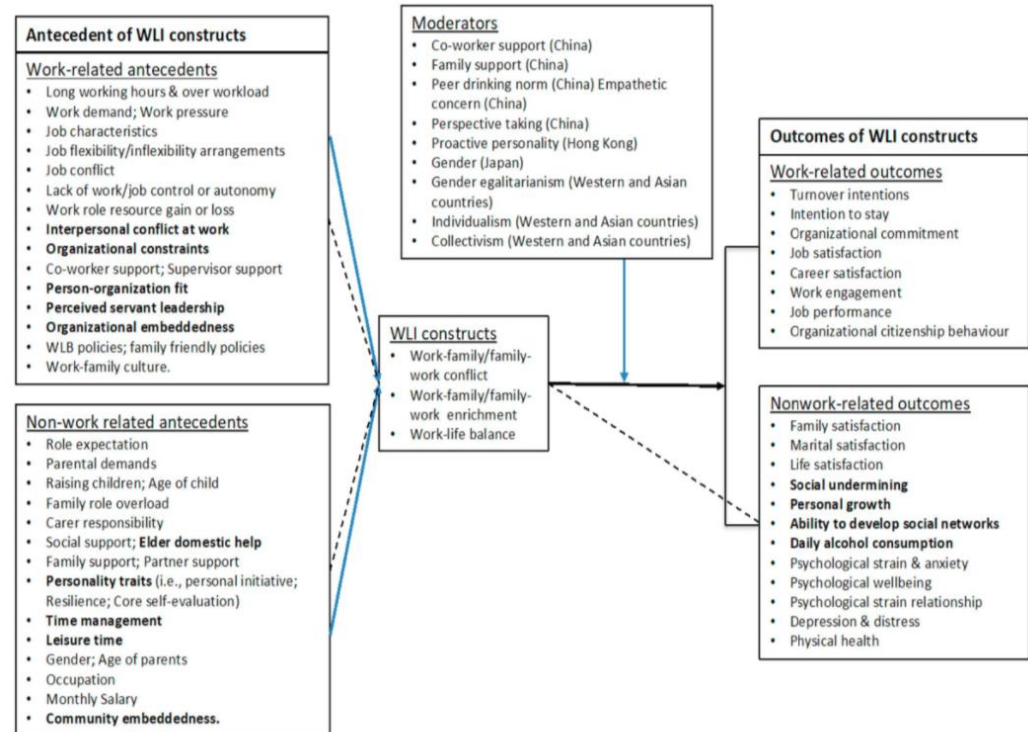 Antecedent of WLI constructs
Work-related antecedents
• Long working hours & over workload
• Work demand; Work pressure
• Job characteristics
• Job flexibility/inflexibility arrangements
• Job conflict
• Lack of work/job control or autonomy
• Work role resource gain or loss
• Interpersonal conflict at work
• Organizational constraints
• Co-worker support; Supervisor support
• Person-organization fit
• Perceived servant leadership
• Organizational embeddedness
• WLB policies; family friendly policies
• Work-family culture.
Non-work related antecedents
• Role expectation
• Parental demands
• Raising children; Age of child
• Family role overload
• Carer responsibility
• Social support; Elder domestic help
• Family support; Partner support
• Personality traits (i.e., personal initiative;
Resilience; Core self-evaluation)
• Time management
• Leisure time
• Gender; Age of parents
• Occupation
• Monthly Salary
• Community embeddedness.
Moderators
• Co-worker support (China)
• Family support (China)
• Peer drinking norm (China) Empathetic
concern (China)
• Perspective taking (China)
• Proactive personality (Hong Kong)
• Gender (Japan)
• Gender egalitarianism (Western and Asian
countries)
• Individualism (Western and Asian countries)
• Collectivism (Western and Asian countries)
WLI constructs
• Work-family/family-
work conflict
• Work-family/family-
work enrichment
• Work-life balance
Outcomes of WLI constructs
Work-related outcomes
• Turnover intentions
• Intention to stay
• Organizational commitment
• Job satisfaction
• Career satisfaction
• Work engagement
• Job performance
• Organizational citizenship behaviour
Nonwork-related outcomes
• Family satisfaction
• Marital satisfaction
• Life satisfaction
• Social undermining
• Personal growth
• Ability to develop social networks
• Daily alcohol consumption
• Psychological strain & anxiety
• Psychological wellbeing
• Psychological strain relationship
• Depression & distress
• Physical health